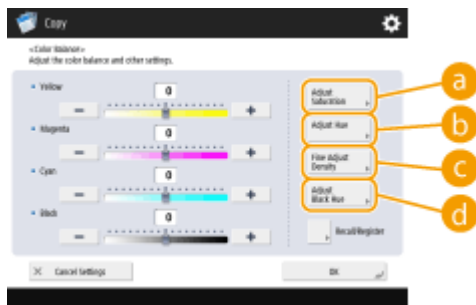 Copy
<Color Balance>
Adjust the color balance and other settings.
Yellow
0
Magenta
0
Cyan
0
Black
0
Adjust
Saturation
Adjust Hue
Fine Adjust
Density
Adjust
Black Hue
Recall/Register
Cancel Settings
OK
a
b
c
d